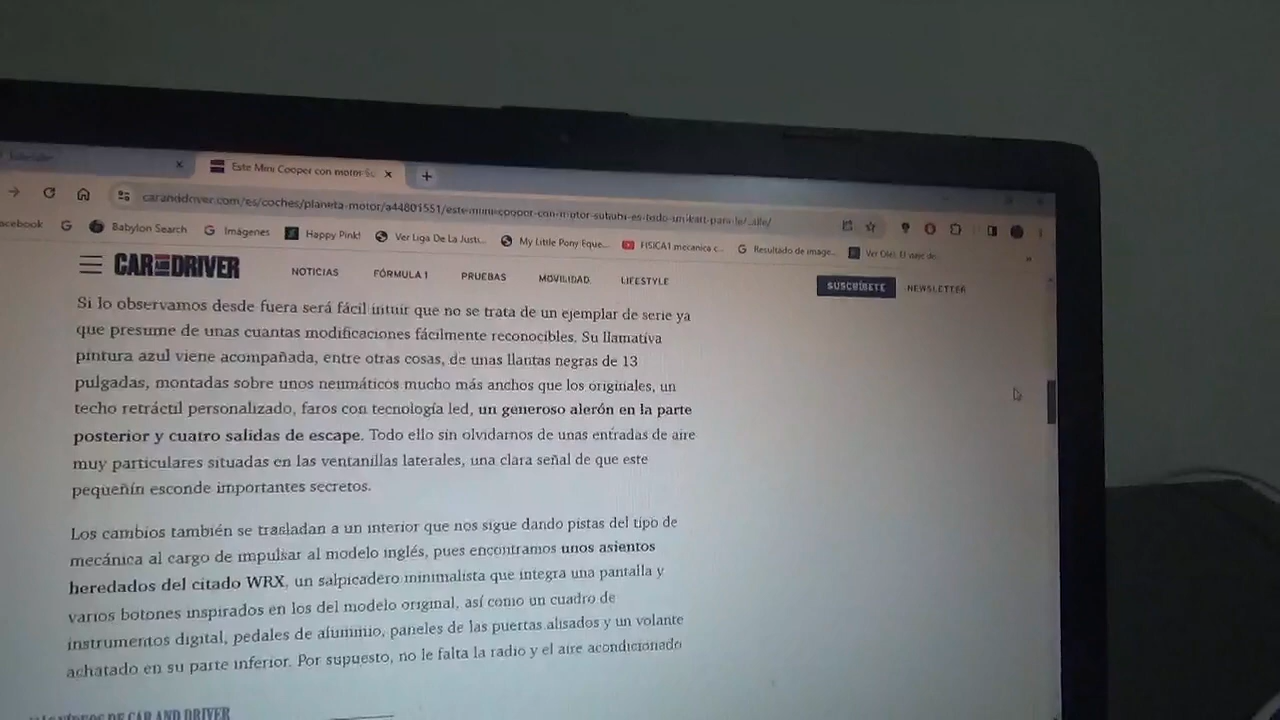 Este Mini Cooper con motor Su
caranddriver.com/es/coches/planeta-motor/a44801551/este-mini-cooper-con-motor-subaru-es-todo-un-kart-para-la-calle/
acebook
Babylon Search
Imágenes
Happy Pink!
Ver Liga De La Justi...
My Little Pony Eque...
FISICA1 mecanica c...
Resultado de image...
CAR AND DRIVER
NOTICIAS
FÓRMULA 1
PRUEBAS
MOVILIDAD
LIFESTYLE
SUSCRÍBETE
NEWSLETTER
Si lo observamos desde fuera será fácil intuir que no se trata de un ejemplar de serie ya
que presume de unas cuantas modificaciones fácilmente reconocibles. Su llamativa
pintura azul viene acompañada, entre otras cosas, de unas llantas negras de 13
pulgadas, montadas sobre unos neumáticos mucho más anchos que los originales, un
techo retráctil personalizado, faros con tecnología led, un generoso alerón en la parte
posterior y cuatro salidas de escape. Todo ello sin olvidarnos de unas entradas de aire
muy particulares situadas en las ventanillas laterales, una clara señal de que este
pequeñín esconde importantes secretos.
Los cambios también se trasladan a un interior que nos sigue dando pistas del tipo de
mecánica al cargo de impulsar al modelo inglés, pues encontramos unos asientos
heredados del citado WRX, un salpicadero minimalista que integra una pantalla y
varios botones inspirados en los del modelo original, así como un cuadro de
instrumentos digital, pedales de aluminio, paneles de las puertas alisados y un volante
achatado en su parte inferior. Por supuesto, no le falta la radio y el aire acondicionado
VÍDEOS DE CAR AND DRIVER